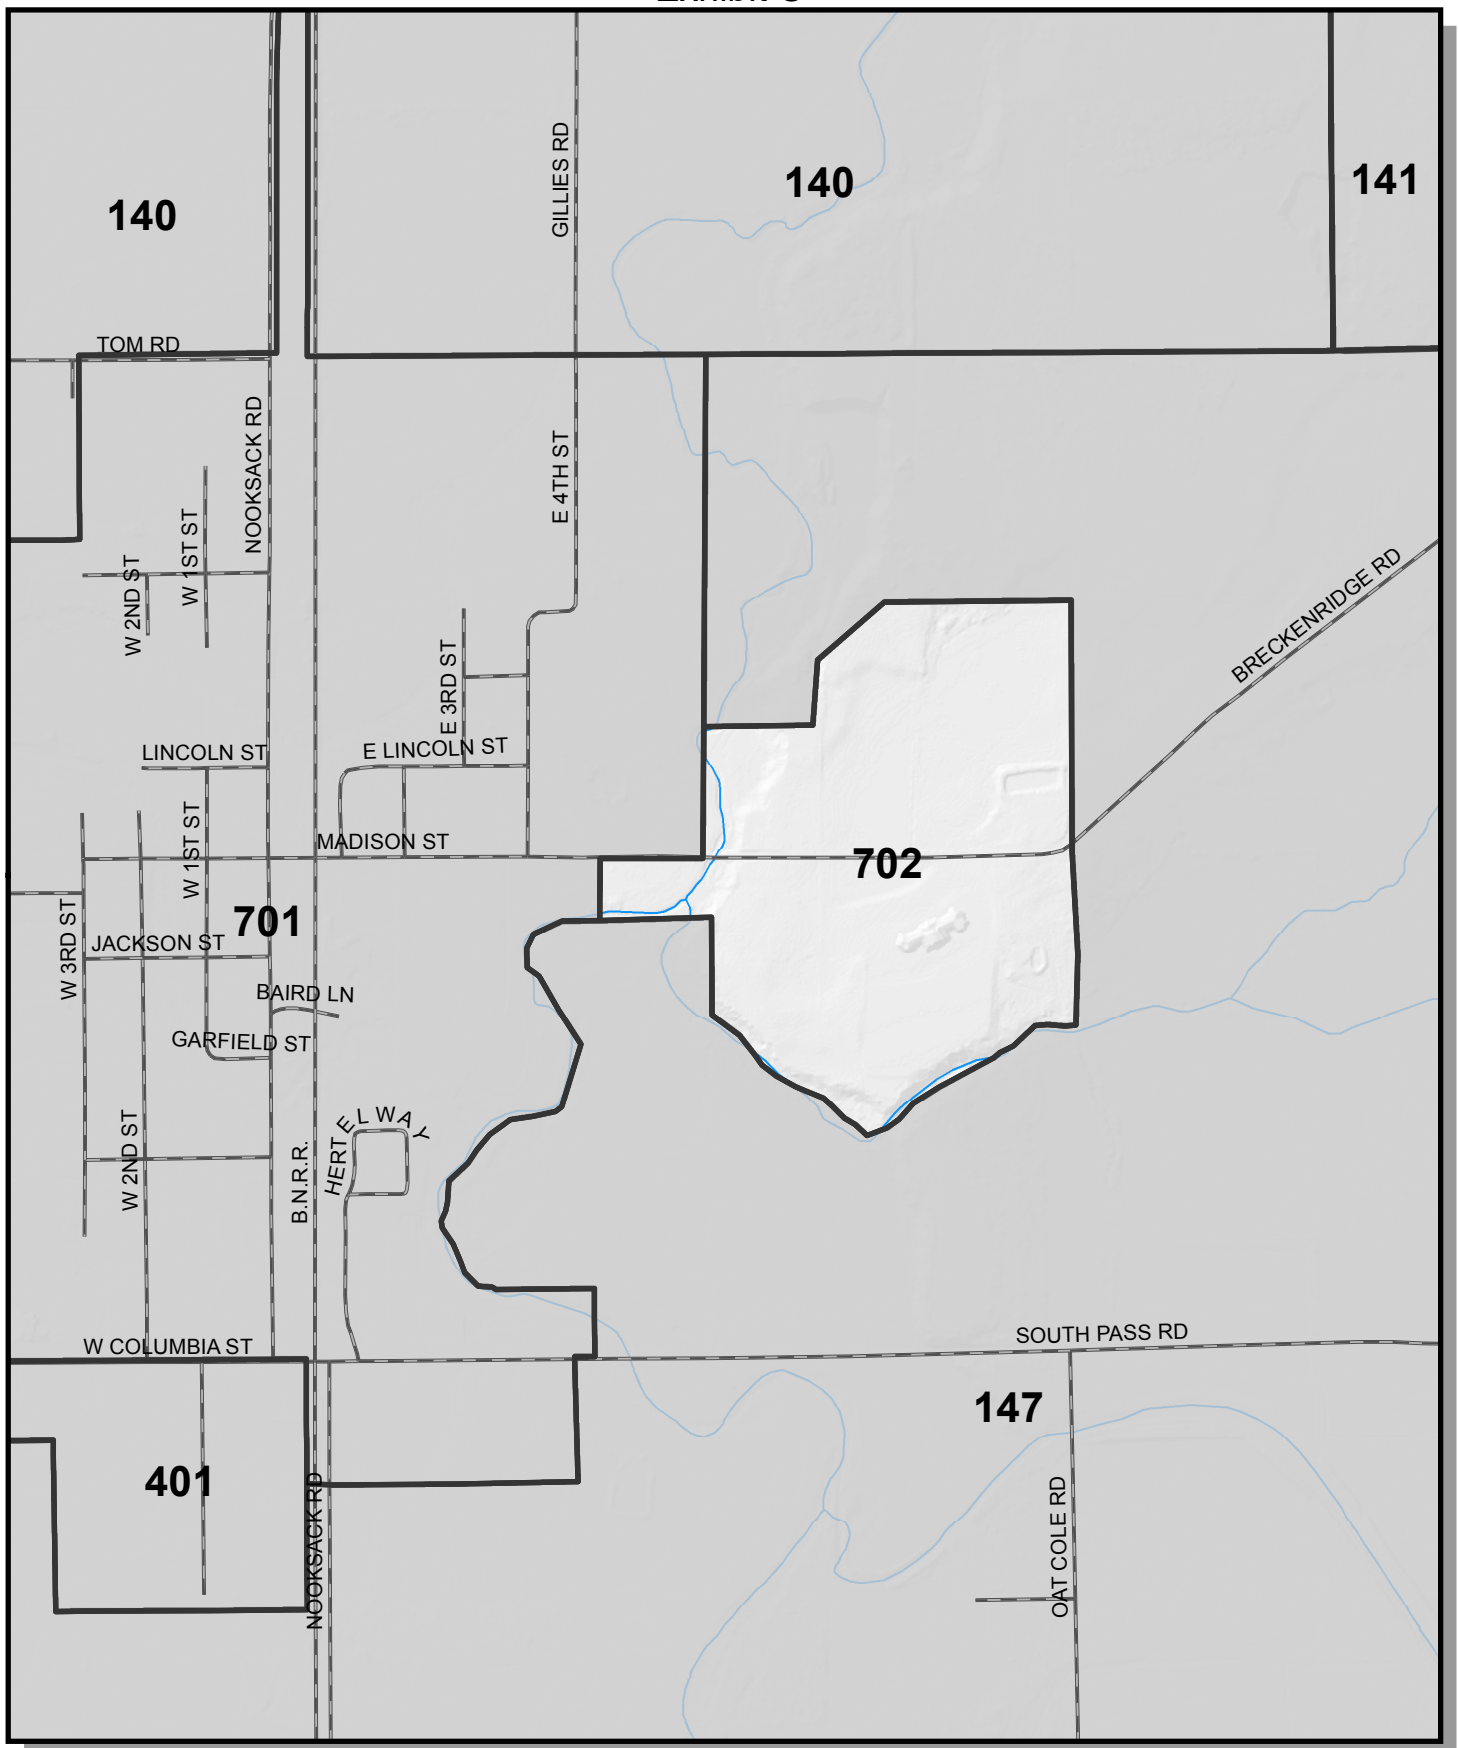 140
140
141
GILLIES RD
TOM RD
NOOKSACK RD
E 4TH ST
W 1ST ST
W 2ND ST
BRECKENRIDGE RD
E 3RD ST
LINCOLN ST
E LINCOLN ST
W 1ST ST
MADISON ST
702
701
W 3RD ST
JACKSON ST
BAIRD LN
GARFIELD ST
HERTEL WAY
W 2ND ST
B.N.R.R.
W COLUMBIA ST
SOUTH PASS RD
147
401
NOOKSACK RD
OAT COLE RD